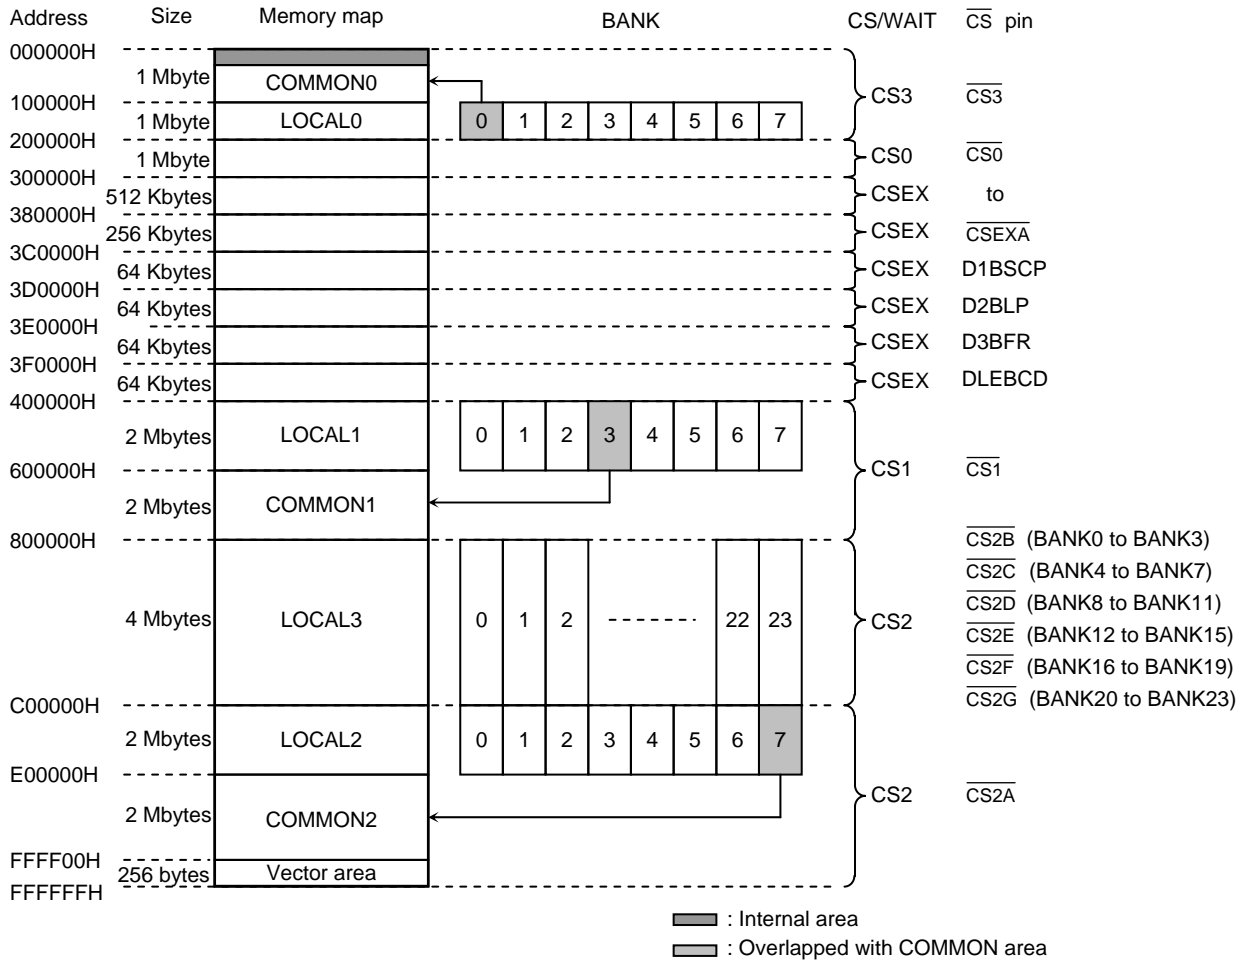 Address Size Memory map BANK CS/WAIT CS pin
000000H
1 Mbyte COMMON0
CS3 CS3
100000H
1 Mbyte LOCAL0 0 1 2 3 4 5 6 7
200000H
1 Mbyte CS0 CS0
300000H
512 Kbytes CSEX to
380000H
256 Kbytes CSEX CSEXA
3C0000H
64 Kbytes CSEX D1BSCP
3D0000H
64 Kbytes CSEX D2BLP
3E0000H
64 Kbytes CSEX D3BFR
3F0000H
64 Kbytes CSEX DLEBCD
400000H
2 Mbytes LOCAL1 0 1 2 3 4 5 6 7
600000H CS1 CS1
2 Mbytes COMMON1
800000H CS2B (BANK0 to BANK3)
CS2C (BANK4 to BANK7)
CS2D (BANK8 to BANK11)
4 Mbytes LOCAL3 0 1 2 22 23 CS2
CS2E (BANK12 to BANK15)
CS2F (BANK16 to BANK19)
C00000H CS2G (BANK20 to BANK23)
2 Mbytes LOCAL2 0 1 2 3 4 5 6 7
E00000H
CS2 CS2A
2 Mbytes COMMON2
FFFF00H
256 bytes Vector area
FFFFFFH
: Internal area
: Overlapped with COMMON area